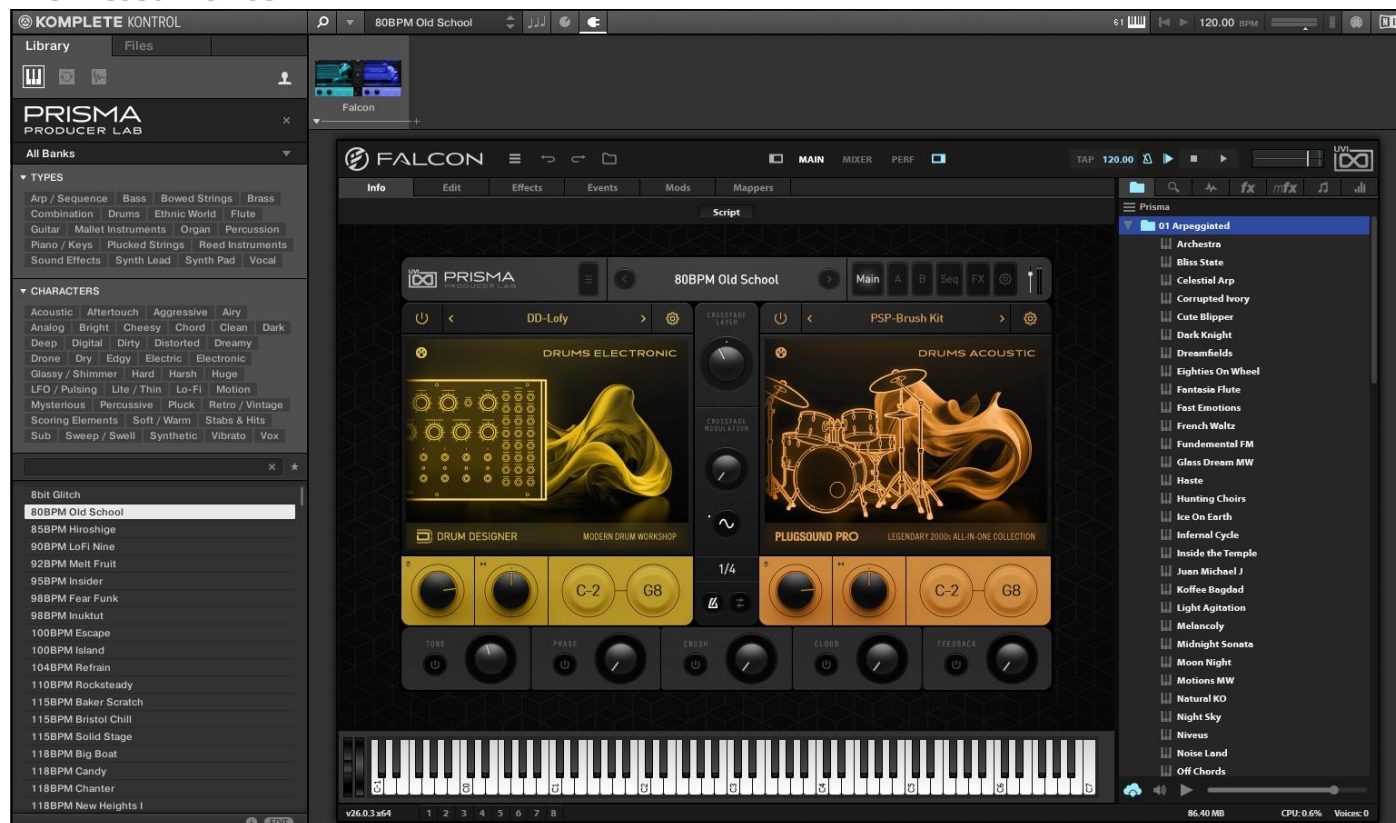 KOMPLETE KONTROL
80BPM Old School
61
120.00 BPM
Library Files
PRISMA
PRODUCER LAB
All Banks
TYPES
Arp / Sequence Bass Bowed Strings Brass
Combination Drums Ethnic World Flute
Guitar Mallet Instruments Organ Percussion
Piano / Keys Plucked Strings Reed Instruments
Sound Effects Synth Lead Synth Pad Vocal
CHARACTERS
Acoustic Aftertouch Aggressive Airy
Analog Bright Cheesy Chord Clean Dark
Deep Digital Dirty Distorted Dreamy
Drone Dry Edgy Electric Electronic
Glassy / Shimmer Hard Harsh Huge
LFO / Pulsing Lite / Thin Lo-Fi Motion
Mysterious Percussive Pluck Retro / Vintage
Scoring Elements Soft / Warm Stabs & Hits
Sub Sweep / Swell Synthetic Vibrato Vox
8bit Glitch
80BPM Old School
85BPM Hiroshige
90BPM LoFi Nine
92BPM Melt Fruit
95BPM Insider
98BPM Fear Funk
98BPM Inuktut
100BPM Escape
100BPM Island
104BPM Refrain
110BPM Rocksteady
115BPM Baker Scratch
115BPM Bristol Chill
115BPM Solid Stage
118BPM Big Boat
118BPM Candy
118BPM Chanter
118BPM New Heights I
EDIT
Falcon
FALCON
MAIN MIXER PERF
TAP 120.00
UVI
Info Edit Effects Events Mods Mappers
Script
UVI PRISMA
PRODUCER LAB
80BPM Old School
Main A B Seq FX
DD-Lofy
CROSSFADE
LAYER
PSP-Brush Kit
DRUMS ELECTRONIC
DRUMS ACOUSTIC
CROSSFADE
MODULATION
DRUM DESIGNER MODERN DRUM WORKSHOP
PLUGSOUND PRO LEGENDARY 2000s ALL-IN-ONE COLLECTION
C-2 G8
1/4
C-2 G8
TONE PHASE CRUSH CLOUD FEEDBACK
C-1 C0 C1 C2 C3 C4 C5 C6 C7
v26.0.3 x64 1 2 3 4 5 6 7 8
fx mfx
Prisma
01 Arpeggiated
Archestra
Bliss State
Celestial Arp
Corrupted Ivory
Cute Blipper
Dark Knight
Dreamfields
Eighties On Wheel
Fantasia Flute
Fast Emotions
French Waltz
Fundemental FM
Glass Dream MW
Haste
Hunting Choirs
Ice On Earth
Infernal Cycle
Inside the Temple
Juan Michael J
Koffee Bagdad
Light Agitation
Melancoly
Midnight Sonata
Moon Night
Motions MW
Natural KO
Night Sky
Niveus
Noise Land
Off Chords
86.40 MB CPU: 0.6% Voices: 0